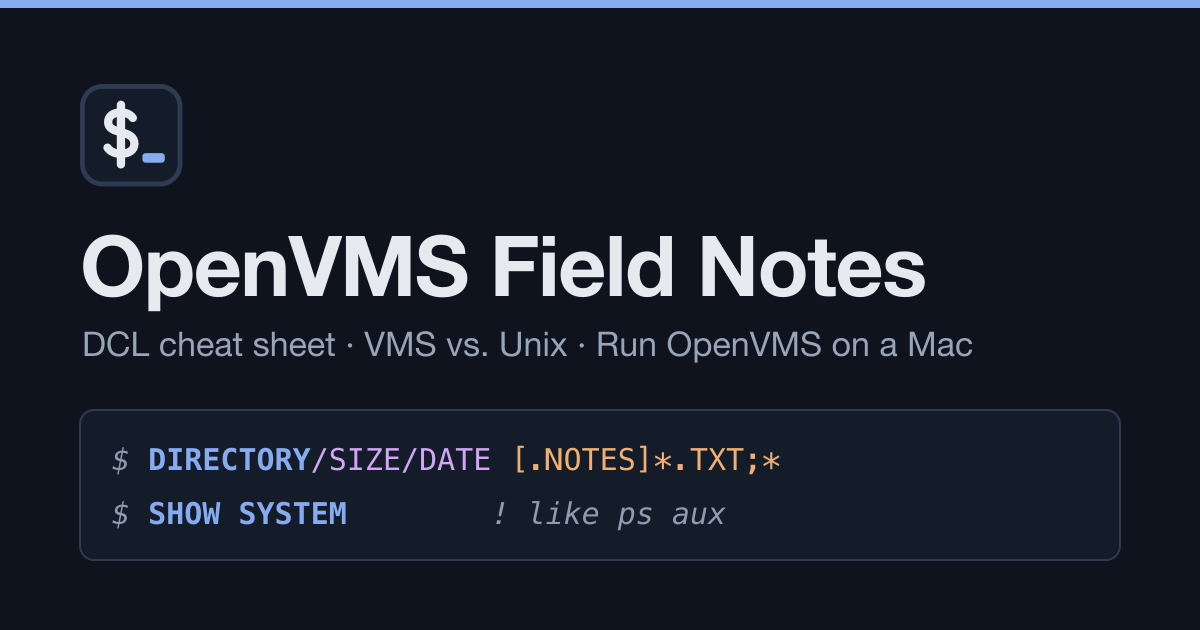 $_
OpenVMS Field Notes
DCL cheat sheet · VMS vs. Unix · Run OpenVMS on a Mac
$ DIRECTORY/SIZE/DATE [.NOTES]*.TXT;*
$ SHOW SYSTEM        ! like ps aux